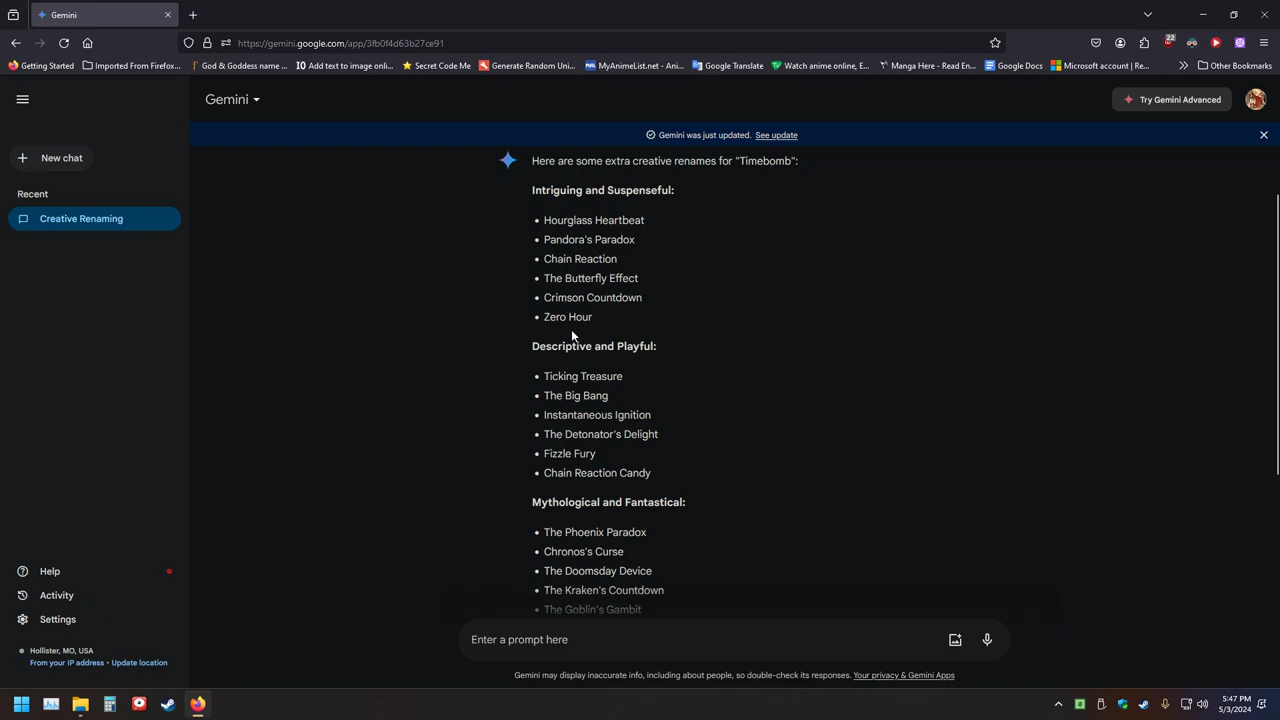 Gemini
https://gemini.google.com/app/3fb0f4d63b27ce91
22
Getting Started
Imported From Firefox...
God & Goddess name ...
Add text to image onli...
Secret Code Me
Generate Random Uni...
MyAnimeList.net - Ani...
Google Translate
Watch anime online, E...
Manga Here - Read En...
Google Docs
Microsoft account | Re...
Other Bookmarks
Gemini
Try Gemini Advanced
Gemini was just updated. See update
New chat
Recent
Creative Renaming
Here are some extra creative renames for "Timebomb":
Intriguing and Suspenseful:
• Hourglass Heartbeat
• Pandora's Paradox
• Chain Reaction
• The Butterfly Effect
• Crimson Countdown
• Zero Hour
Descriptive and Playful:
• Ticking Treasure
• The Big Bang
• Instantaneous Ignition
• The Detonator's Delight
• Fizzle Fury
• Chain Reaction Candy
Mythological and Fantastical:
• The Phoenix Paradox
• Chronos's Curse
• The Doomsday Device
• The Kraken's Countdown
• The Goblin's Gambit
Help
Activity
Settings
Hollister, MO, USA
From your IP address • Update location
Enter a prompt here
Gemini may display inaccurate info, including about people, so double-check its responses. Your privacy & Gemini Apps
5:47 PM
5/3/2024